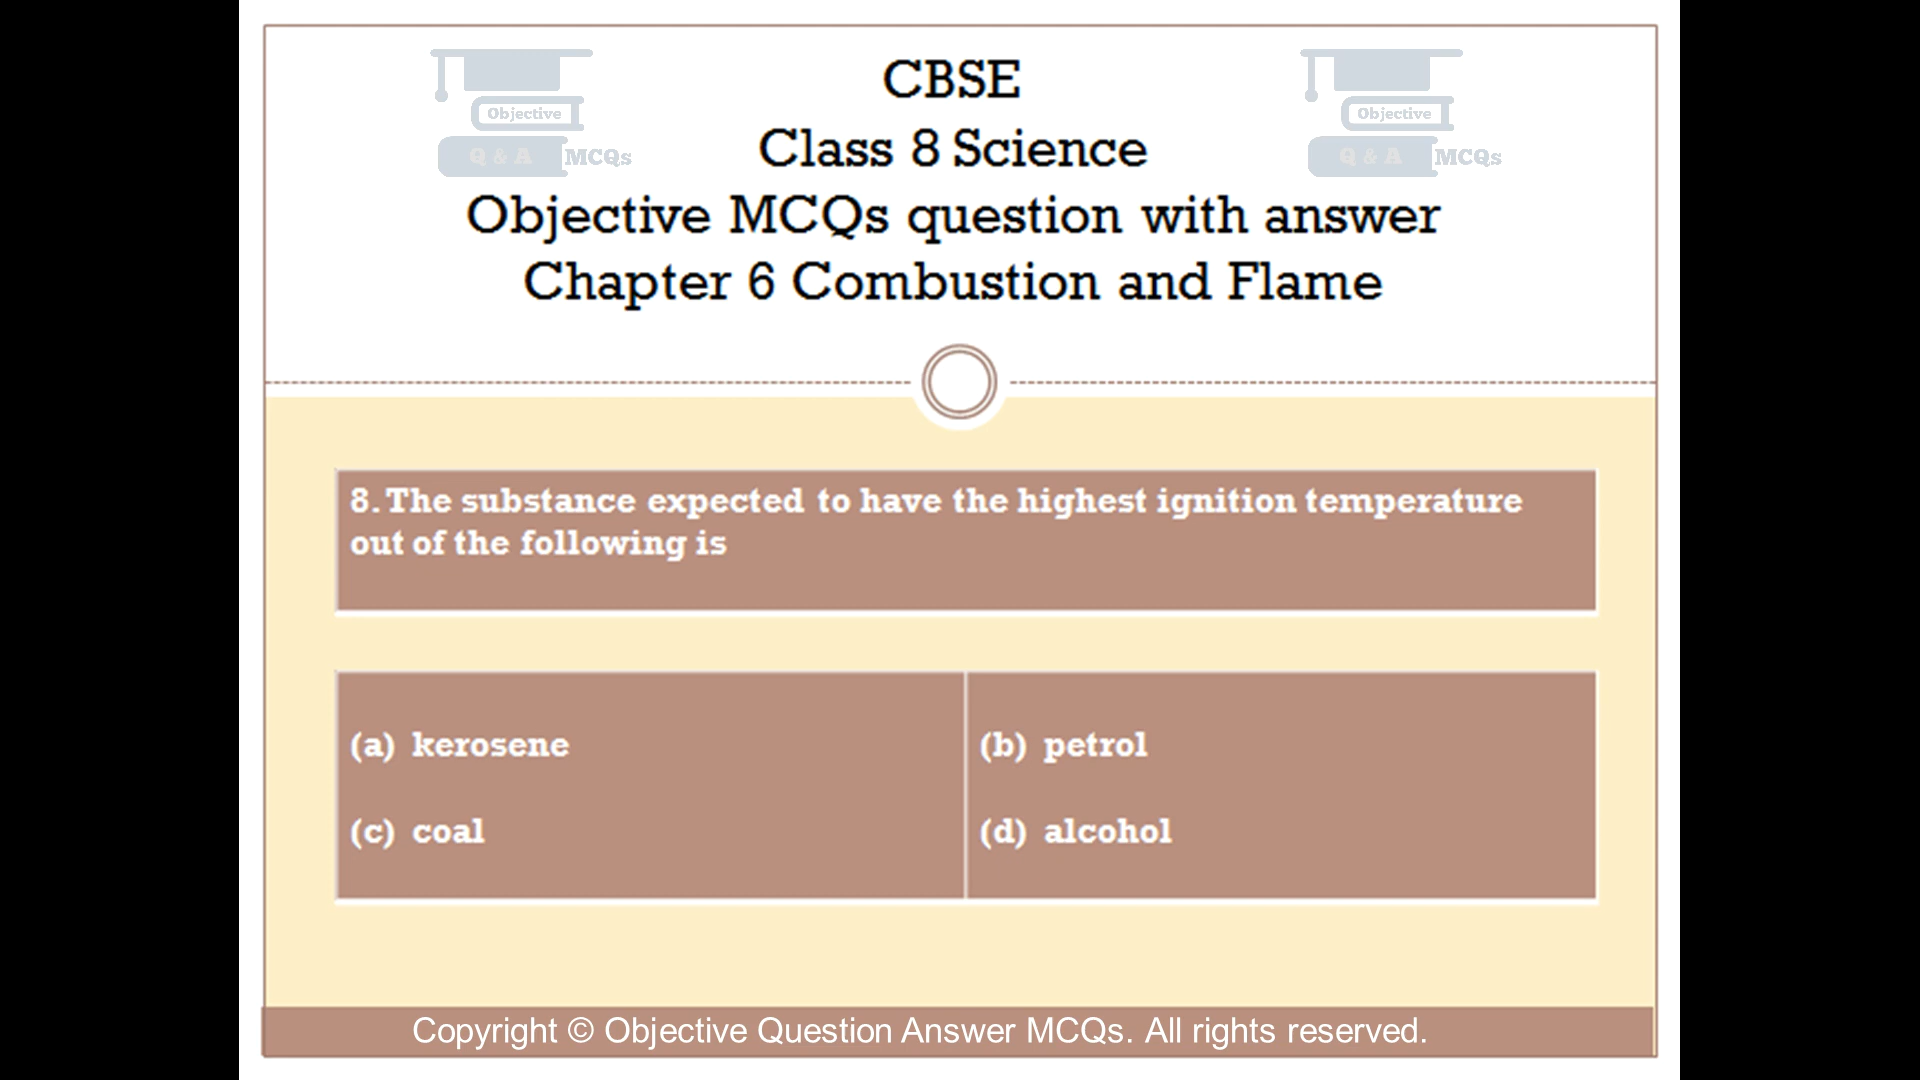 CBSE
Class 8 Science
Objective MCQs question with answer
Chapter 6 Combustion and Flame
Objective
Q & A MCQs
Objective
Q & A MCQs
8. The substance expected to have the highest ignition temperature
out of the following is
(a) kerosene
(b) petrol
(c) coal
(d) alcohol
Copyright © Objective Question Answer MCQs. All rights reserved.